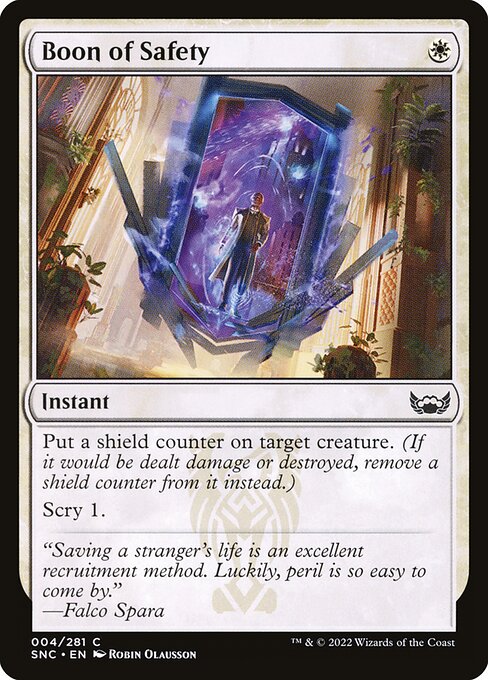 Boon of Safety
Instant
Put a shield counter on target creature. (If
it would be dealt damage or destroyed, remove a
shield counter from it instead.)
Scry 1.
“Saving a stranger’s life is an excellent
recruitment method. Luckily, peril is so easy to
come by.”
—Falco Spara
004/281 C
SNC • EN Robin Olausson
™ & © 2022 Wizards of the Coast